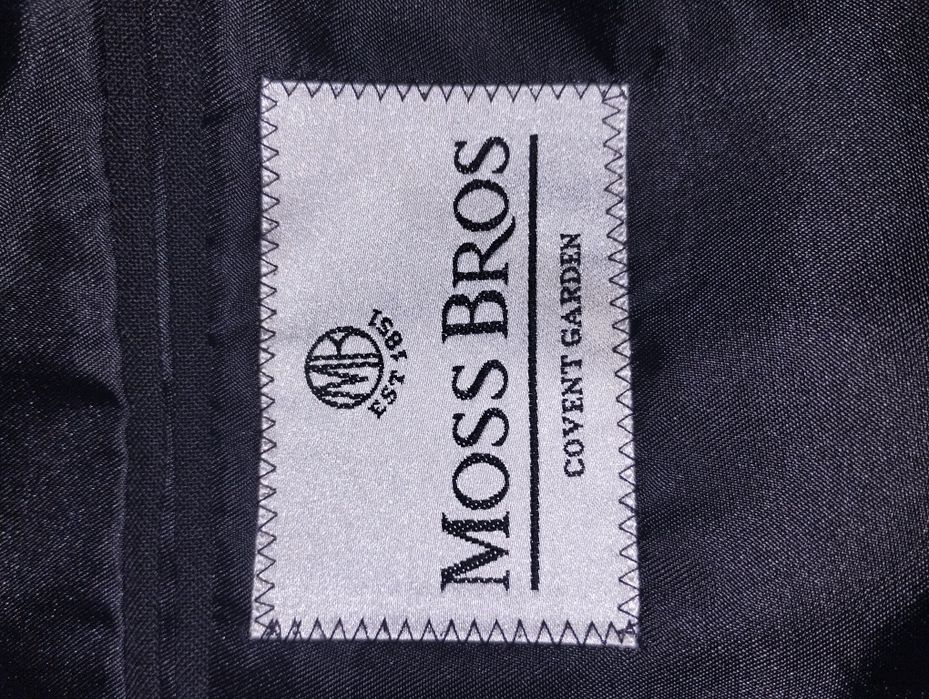 MB
EST 1851
MOSS BROS
COVENT GARDEN